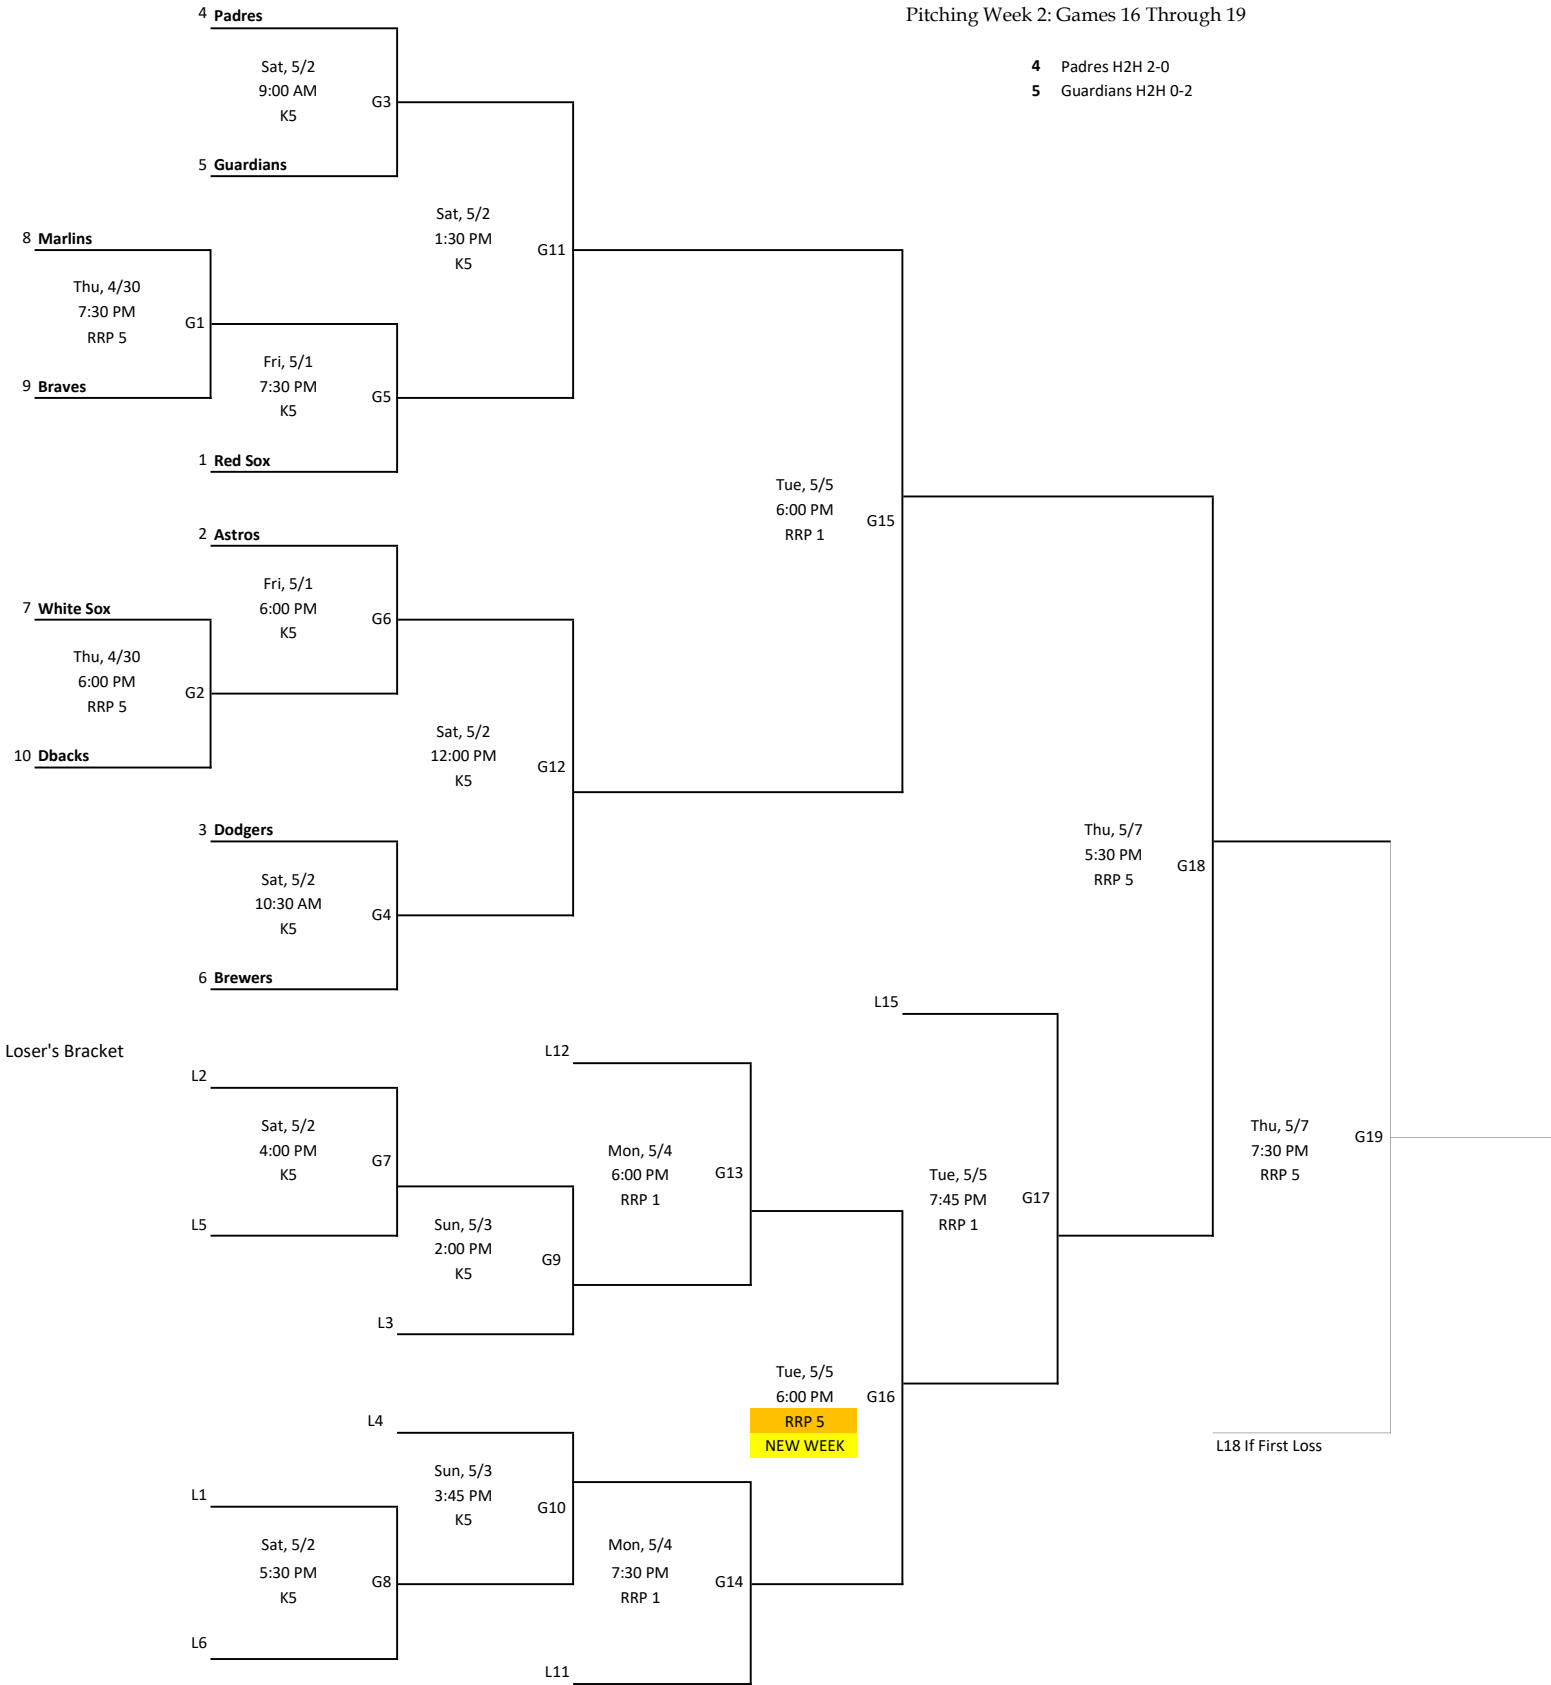 4 Padres
Pitching Week 2: Games 16 Through 19
Sat, 5/2
9:00 AM
K5
G3
4 Padres H2H 2-0
5 Guardians H2H 0-2
5 Guardians
8 Marlins
Sat, 5/2
1:30 PM
K5
G11
Thu, 4/30
7:30 PM
RRP 5
G1
Fri, 5/1
7:30 PM
K5
G5
9 Braves
1 Red Sox
Tue, 5/5
6:00 PM
RRP 1
G15
2 Astros
Fri, 5/1
6:00 PM
K5
G6
7 White Sox
Thu, 4/30
6:00 PM
RRP 5
G2
10 Dbacks
Sat, 5/2
12:00 PM
K5
G12
3 Dodgers
Sat, 5/2
10:30 AM
K5
G4
6 Brewers
Thu, 5/7
5:30 PM
RRP 5
G18
L15
Loser's Bracket
L12
L2
Sat, 5/2
4:00 PM
K5
G7
L5
Mon, 5/4
6:00 PM
RRP 1
G13
Tue, 5/5
7:45 PM
RRP 1
G17
Thu, 5/7
7:30 PM
RRP 5
G19
Sun, 5/3
2:00 PM
K5
G9
L3
Tue, 5/5
6:00 PM
RRP 5
NEW WEEK
G16
L4
L18 If First Loss
Sun, 5/3
3:45 PM
K5
G10
L1
Sat, 5/2
5:30 PM
K5
G8
Mon, 5/4
7:30 PM
RRP 1
G14
L6
L11